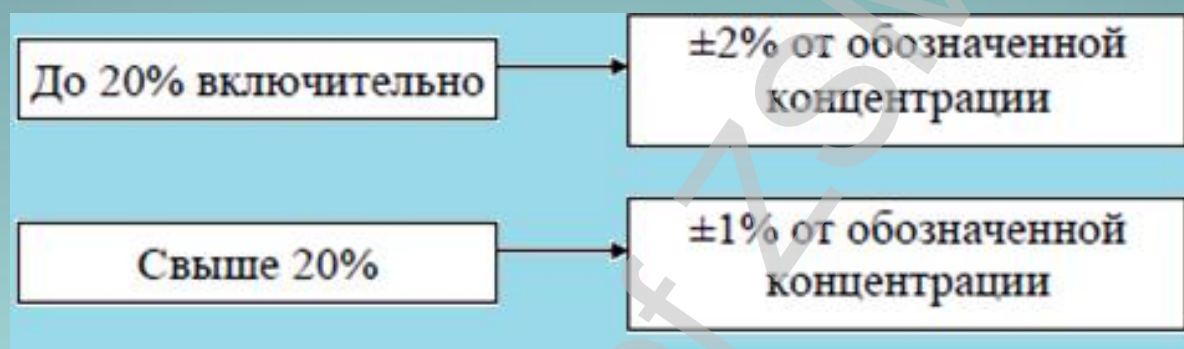 До 20% включительно
±2% от обозначенной
концентрации
Свыше 20%
±1% от обозначенной
концентрации